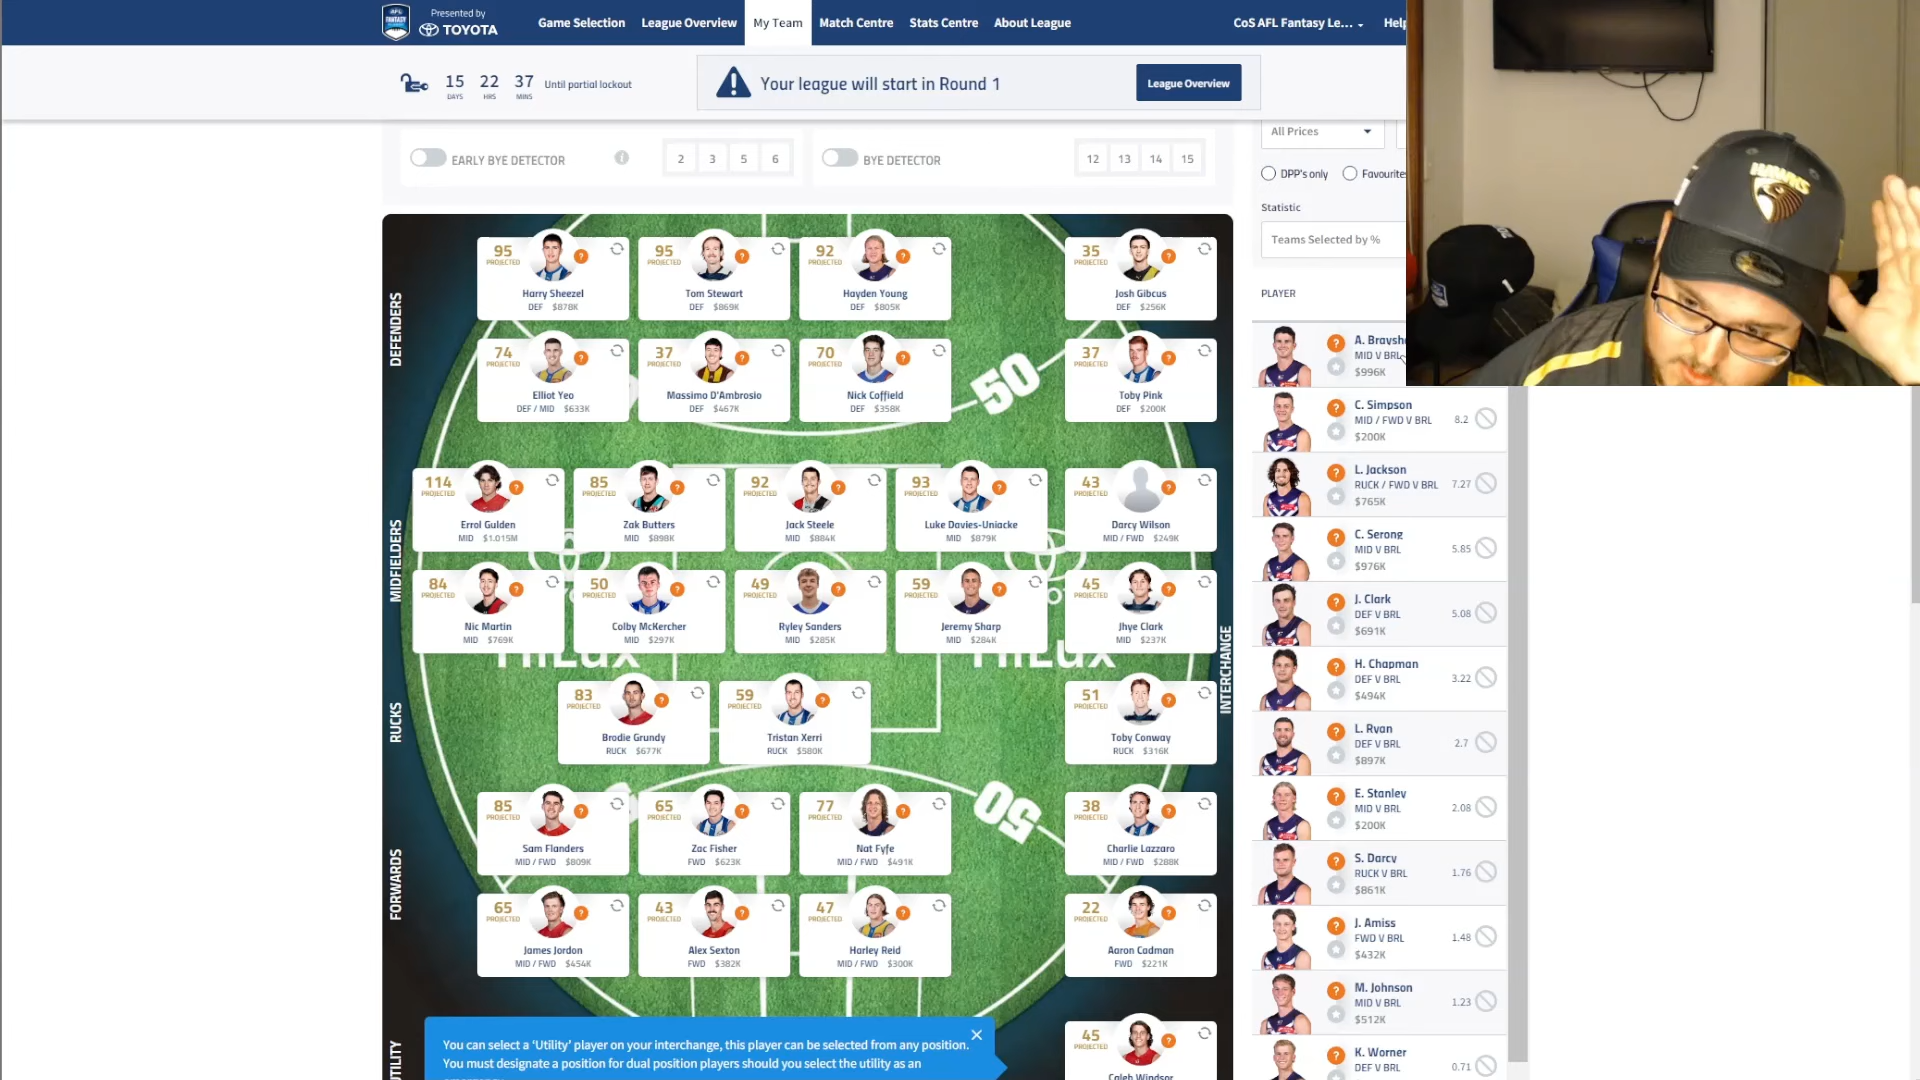 AFL
FANTASY
Presented by
TOYOTA
Game Selection
League Overview
My Team
Match Centre
Stats Centre
About League
CoS AFL Fantasy Le...
Help
15 22 37 Until partial lockout
DAYS HRS MINS
Your league will start in Round 1
League Overview
All Prices
EARLY BYE DETECTOR
2 3 5 6
BYE DETECTOR
12 13 14 15
DPP's only
Favourites
Statistic
Teams Selected by %
PLAYER
DEFENDERS
95 PROJECTED
Harry Sheezel
DEF $878K
95 PROJECTED
Tom Stewart
DEF $869K
92 PROJECTED
Hayden Young
DEF $805K
35 PROJECTED
Josh Gibcus
DEF $256K
74 PROJECTED
Elliot Yeo
DEF / MID $633K
37 PROJECTED
Massimo D'Ambrosio
DEF $467K
70 PROJECTED
Nick Coffield
DEF $358K
50
37 PROJECTED
Toby Pink
DEF $200K
MIDFIELDERS
114 PROJECTED
Errol Gulden
MID $1.015M
85 PROJECTED
Zak Butters
MID $898K
92 PROJECTED
Jack Steele
MID $884K
93 PROJECTED
Luke Davies-Uniacke
MID $879K
43 PROJECTED
Darcy Wilson
MID / FWD $249K
84 PROJECTED
Nic Martin
MID $769K
50 PROJECTED
Colby McKercher
MID $297K
49 PROJECTED
Ryley Sanders
MID $285K
59 PROJECTED
Jeremy Sharp
MID $284K
45 PROJECTED
Jhye Clark
MID $237K
HiLux
HiLux
INTERCHANGE
RUCKS
83 PROJECTED
Brodie Grundy
RUCK $677K
59 PROJECTED
Tristan Xerri
RUCK $580K
51 PROJECTED
Toby Conway
RUCK $316K
FORWARDS
85 PROJECTED
Sam Flanders
MID / FWD $809K
65 PROJECTED
Zac Fisher
FWD $623K
77 PROJECTED
Nat Fyfe
MID / FWD $491K
50
38 PROJECTED
Charlie Lazzaro
MID / FWD $288K
65 PROJECTED
James Jordon
MID / FWD $454K
43 PROJECTED
Alex Sexton
FWD $382K
47 PROJECTED
Harley Reid
MID / FWD $300K
22 PROJECTED
Aaron Cadman
FWD $221K
UTILITY
You can select a 'Utility' player on your interchange, this player can be selected from any position.
You must designate a position for dual position players should you select the utility as an
45 PROJECTED
Caleb Windsor
A. Braysh
MID V BRL
$996K
C. Simpson
MID / FWD V BRL 8.2
$200K
L. Jackson
RUCK / FWD V BRL 7.27
$765K
C. Serong
MID V BRL 5.85
$976K
J. Clark
DEF V BRL 5.08
$691K
H. Chapman
DEF V BRL 3.22
$494K
L. Ryan
DEF V BRL 2.7
$897K
E. Stanley
MID V BRL 2.08
$200K
S. Darcy
RUCK V BRL 1.76
$861K
J. Amiss
FWD V BRL 1.48
$432K
M. Johnson
MID V BRL 1.23
$512K
K. Worner
DEF V BRL 0.71
HAWKS